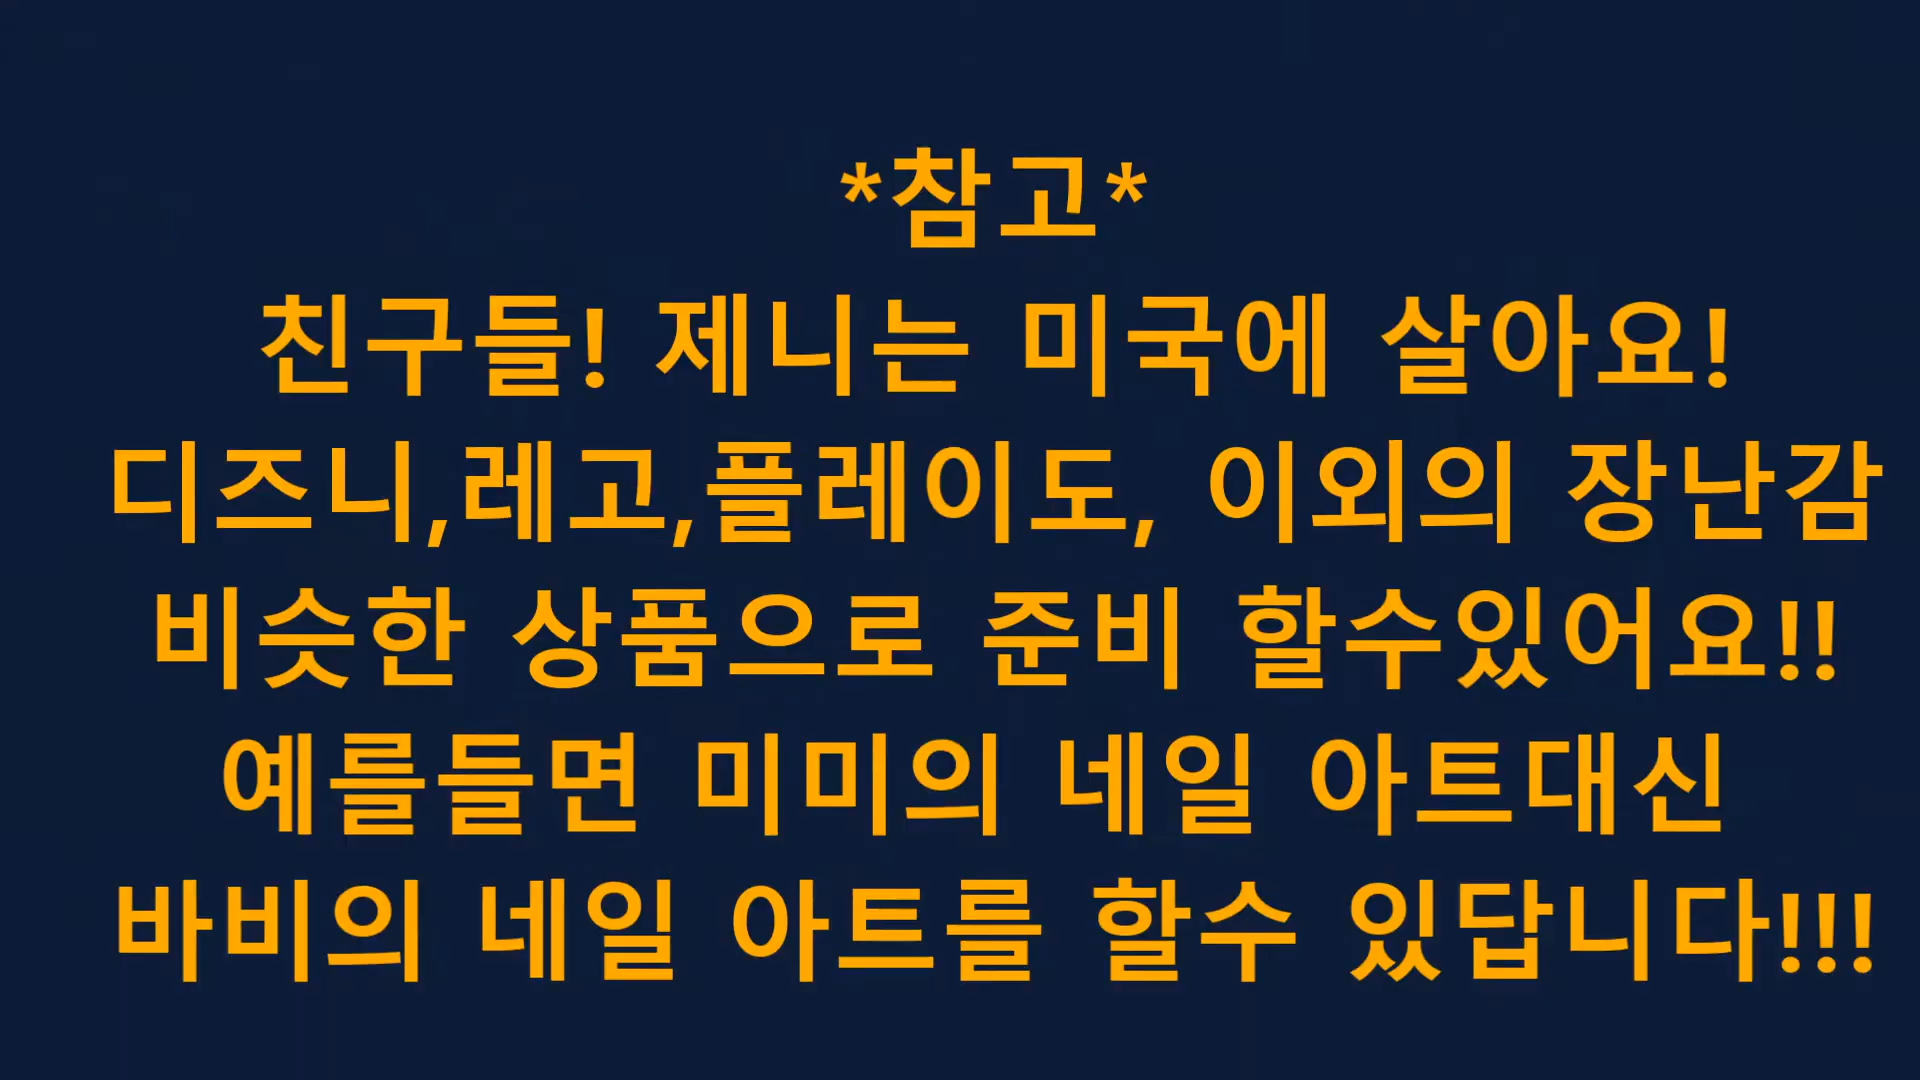 *참고*
친구들! 제니는 미국에 살아요!
디즈니,레고,플레이도, 이외의 장난감
비슷한 상품으로 준비 할수있어요!!
예를들면 미미의 네일 아트대신
바비의 네일 아트를 할수 있답니다!!!